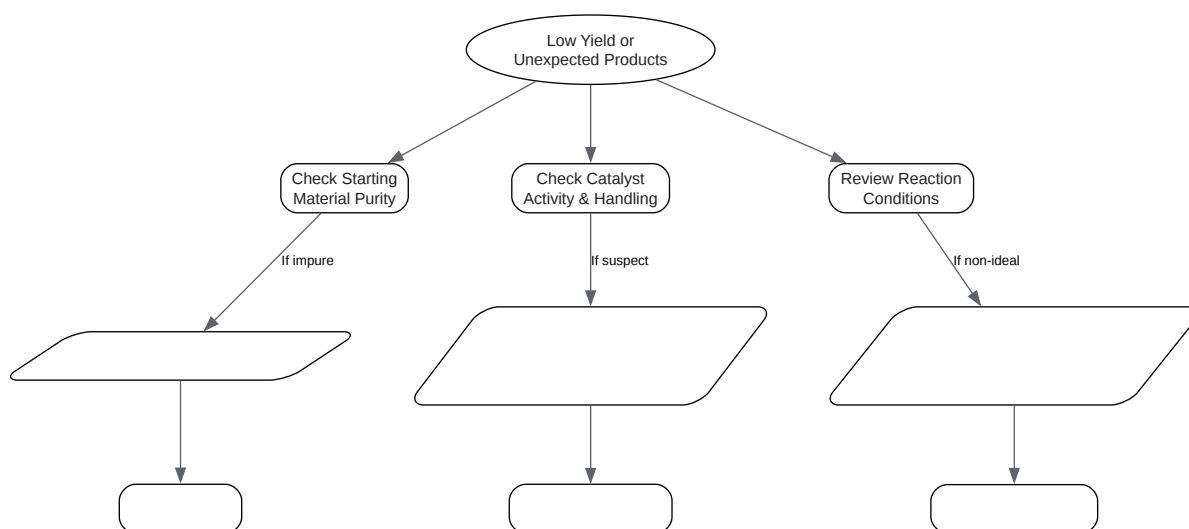 Low Yield or
Unexpected Products
Check Starting
Material Purity
Check Catalyst
Activity & Handling
Review Reaction
Conditions
If impure
If suspect
If non-ideal